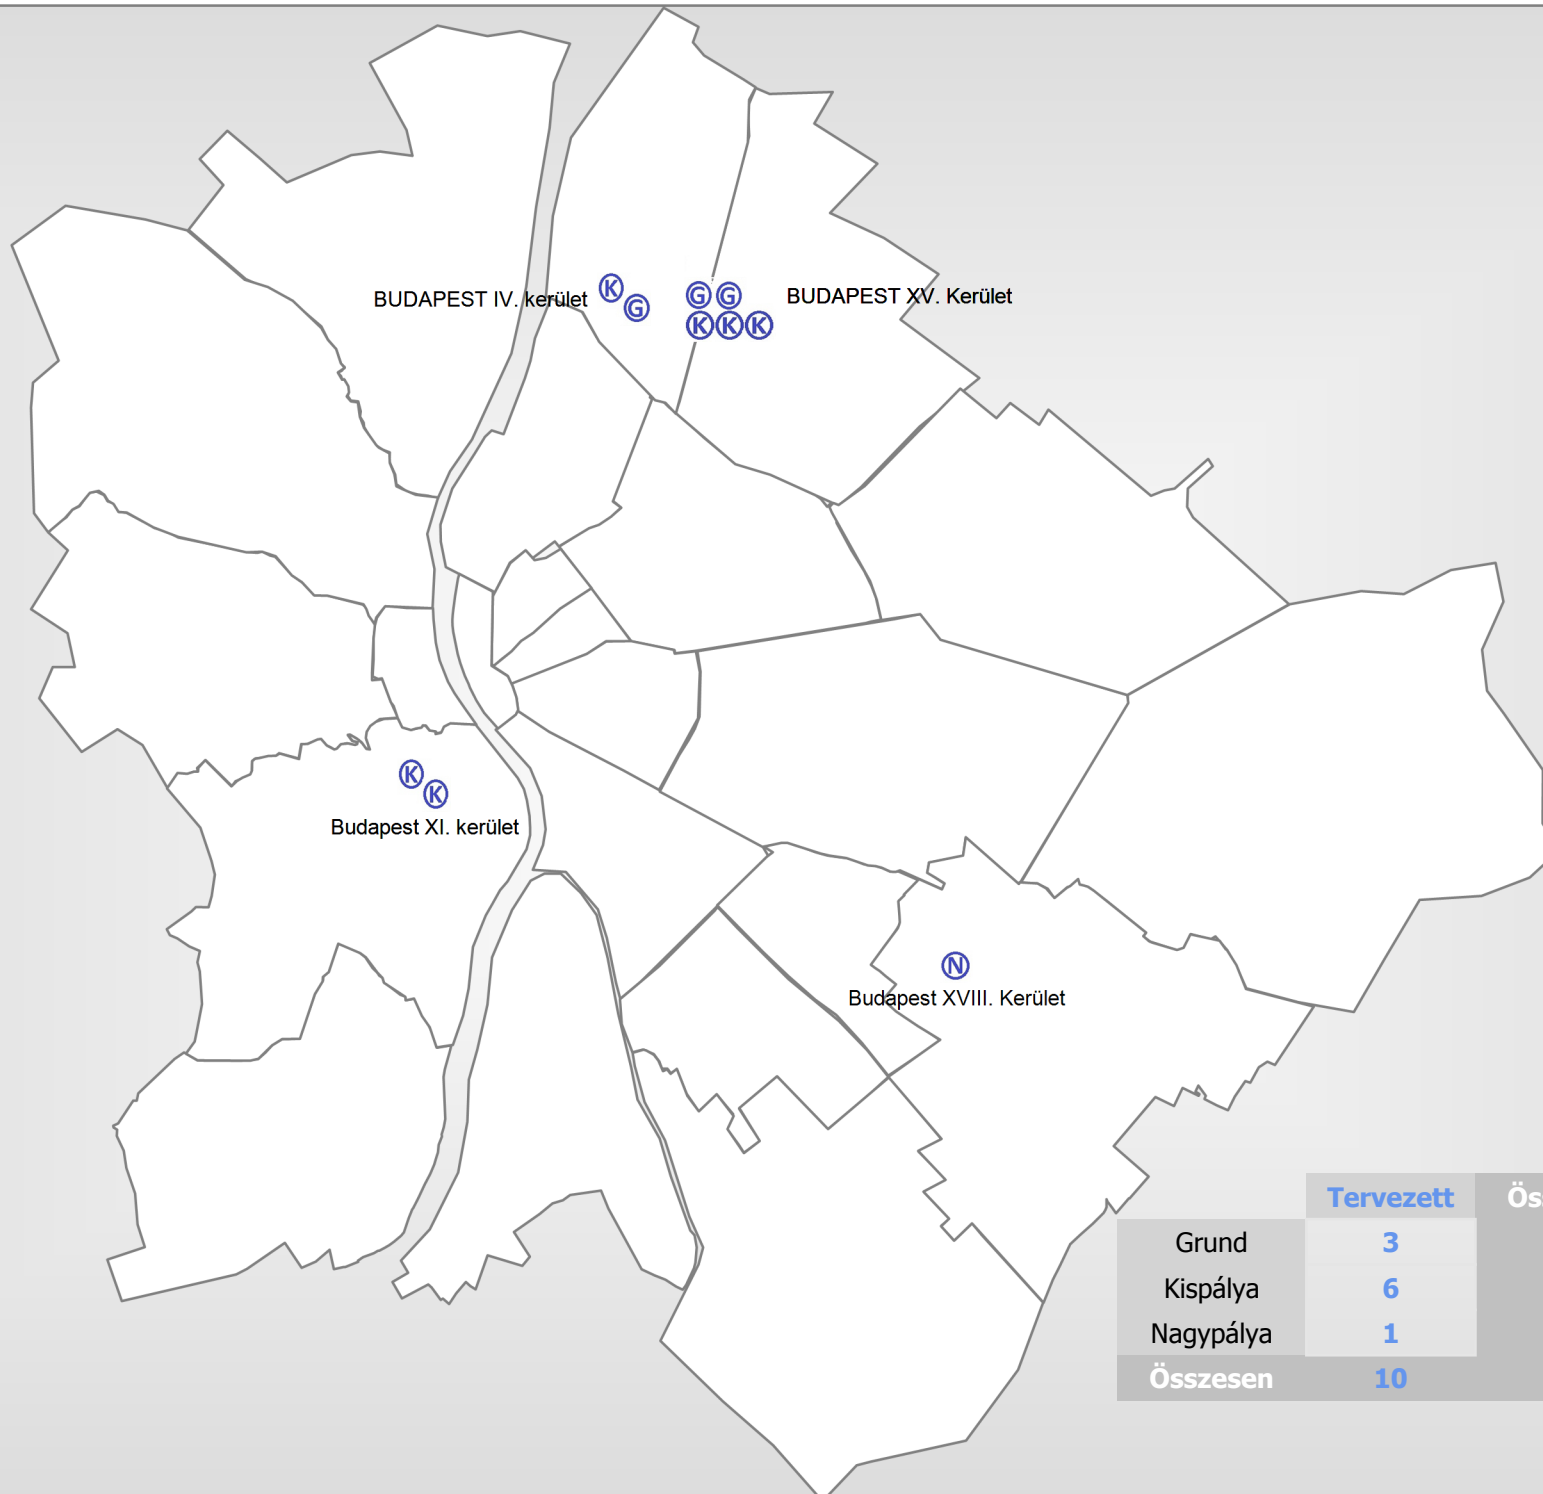 K
G
BUDAPEST IV. kerület
G G
K K K
BUDAPEST XV. Kerület
K
K
Budapest XI. kerület
N
Budapest XVIII. Kerület
Tervezett Ös
Grund 3
Kispálya 6
Nagypálya 1
Összesen 10